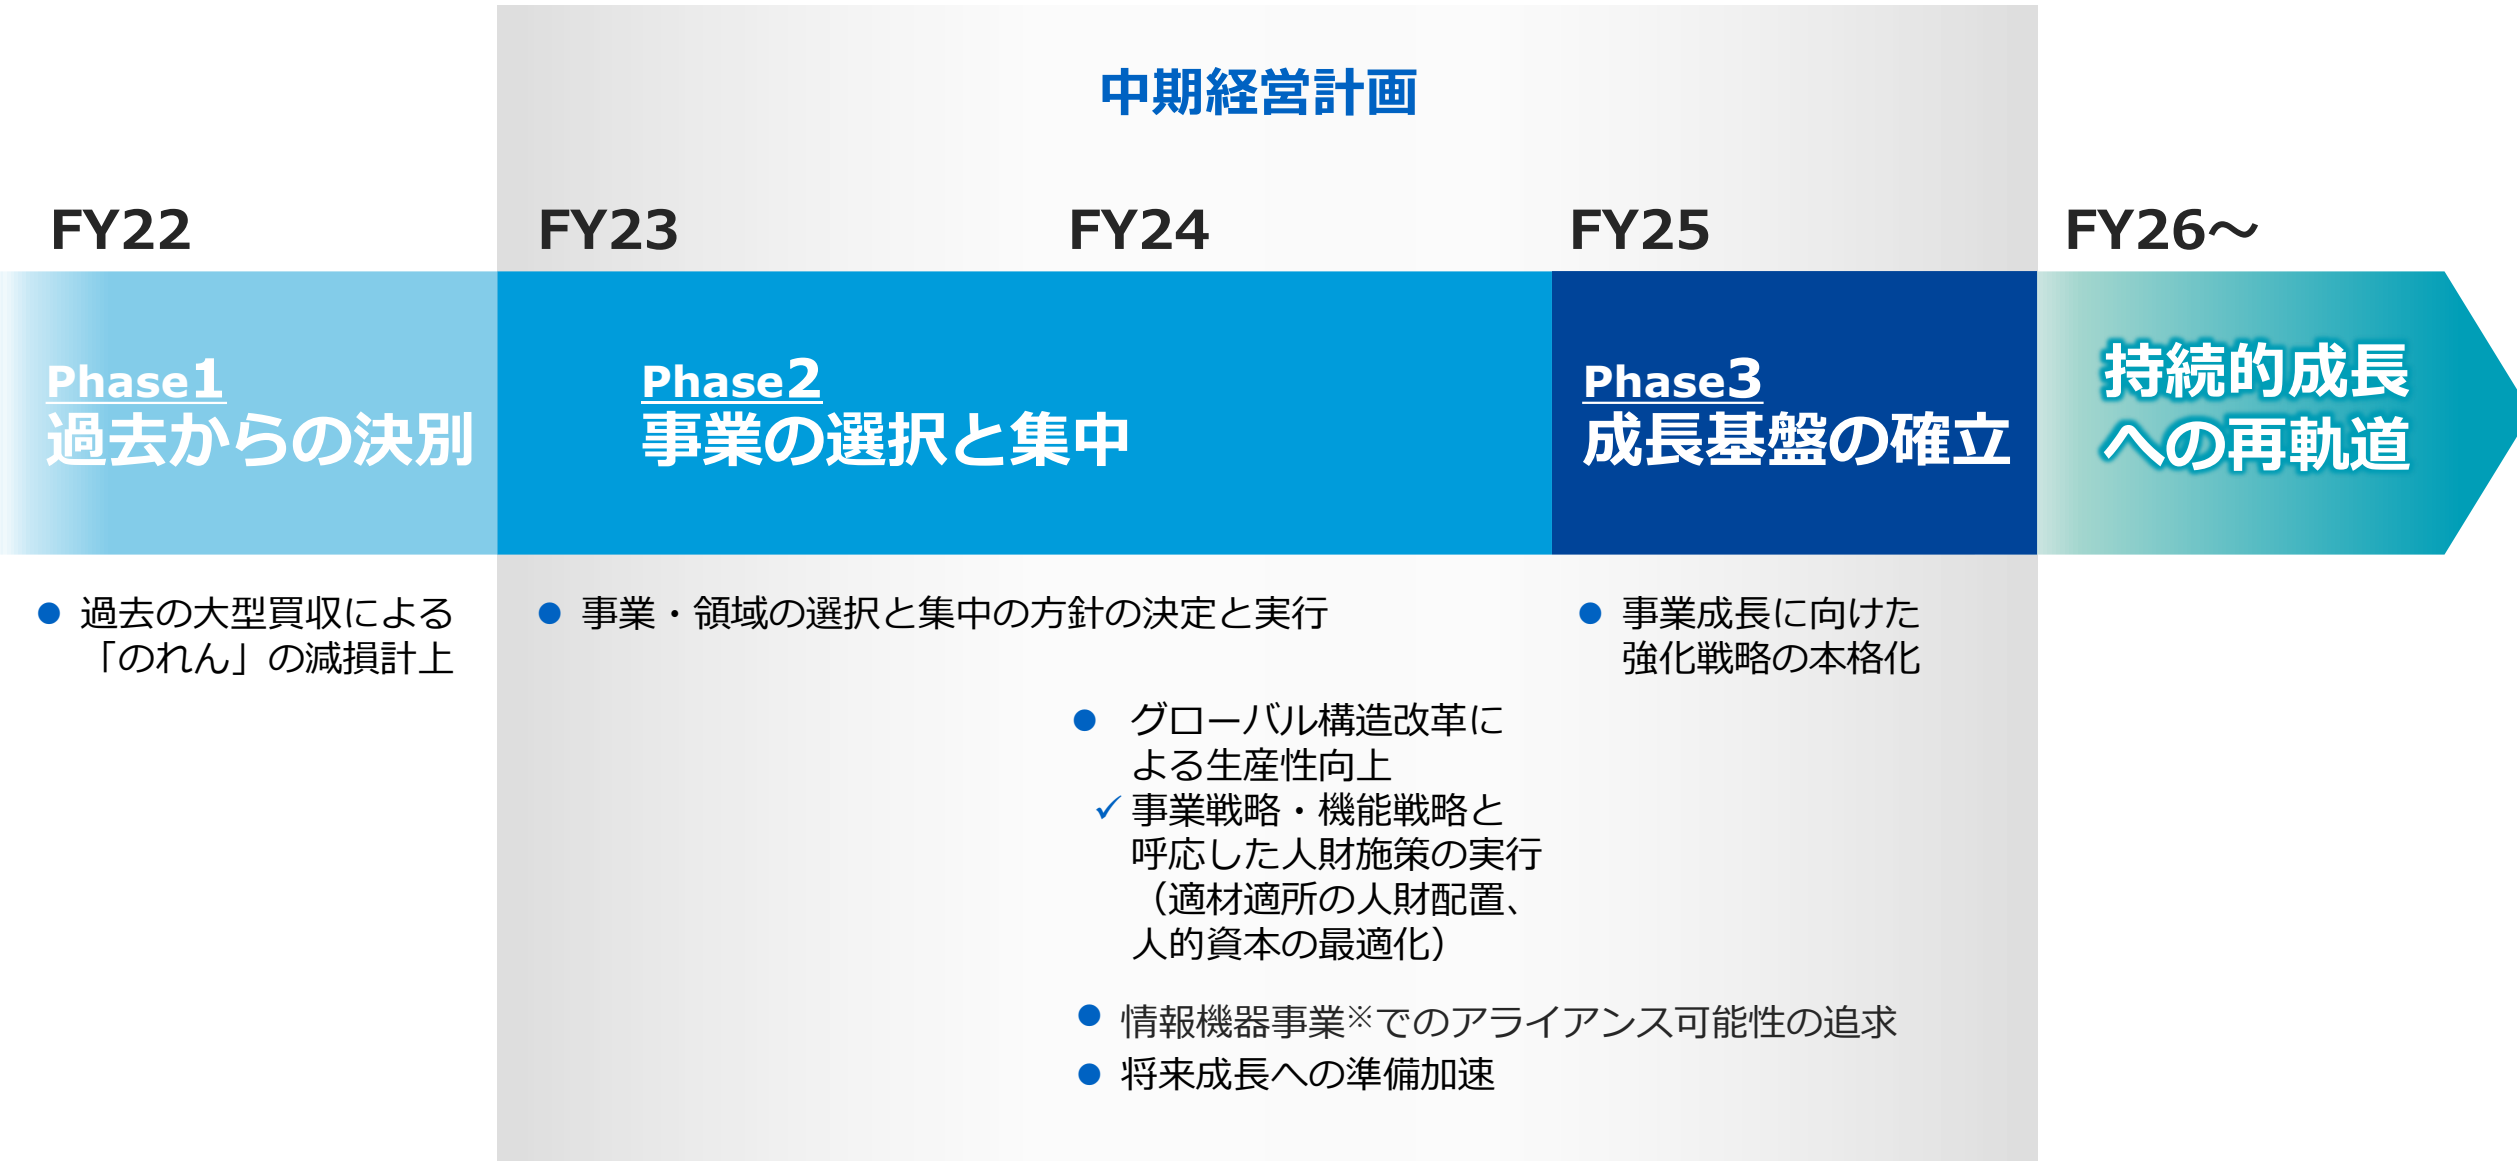 中期経営計画
FY22
FY23
FY24
FY25
FY26～
Phase1
過去からの決別
Phase2
事業の選択と集中
Phase3
成長基盤の確立
持続的成長
への再軌道
● 過去の大型買収による
「のれん」の減損計上
● 事業・領域の選択と集中の方針の決定と実行
● 事業成長に向けた
強化戦略の本格化
● グローバル構造改革に
よる生産性向上
✓ 事業戦略・機能戦略と
呼応した人財施策の実行
（適材適所の人財配置、
人的資本の最適化）
● 情報機器事業※でのアライアンス可能性の追求
● 将来成長への準備加速